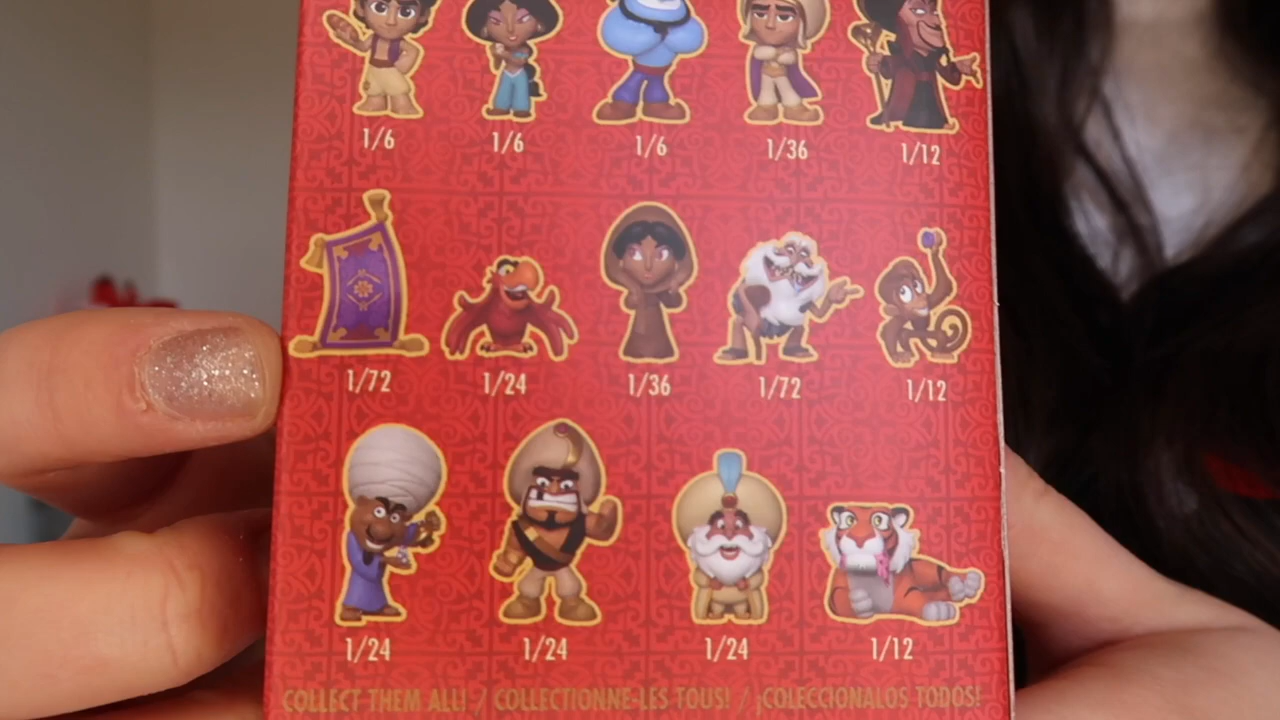 1/6 1/6 1/6 1/36 1/12
1/72 1/24 1/36 1/72 1/12
1/24 1/24 1/24 1/12
COLLECT THEM ALL! / COLLECTIONNE-LES TOUS! / ¡COLECCIONALOS TODOS!